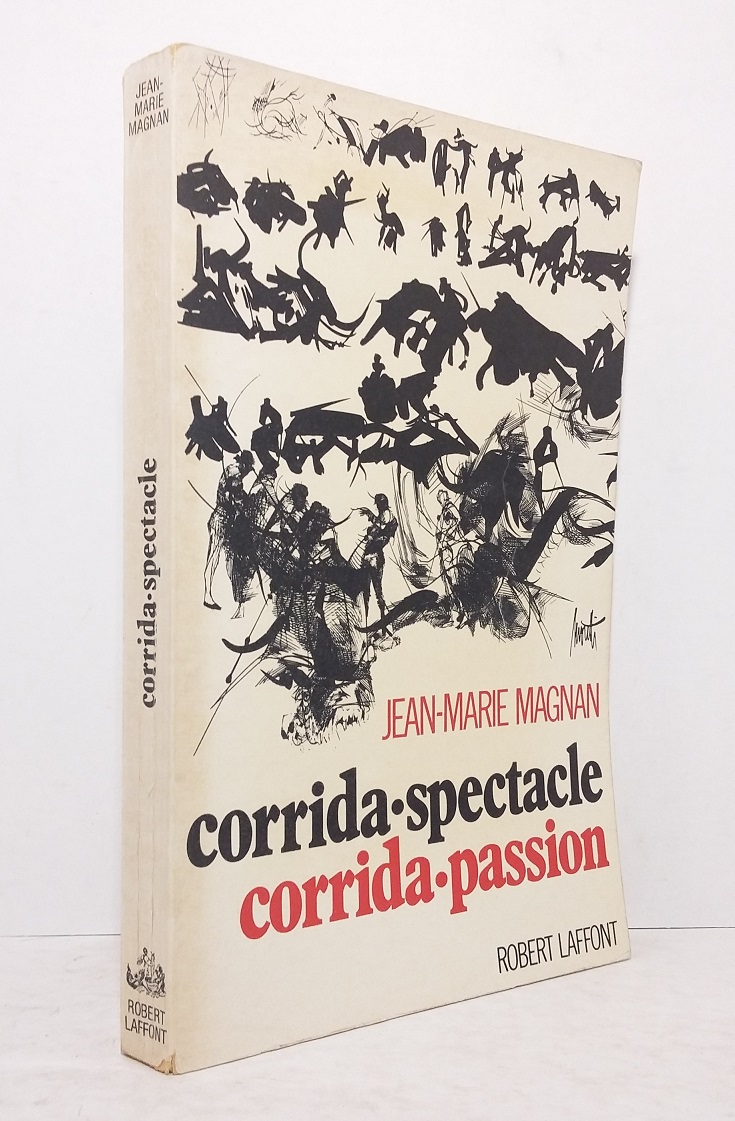 JEAN-
MARIE
MAGNAN
corrida·spectacle
ROBERT
LAFFONT
JEAN-MARIE MAGNAN
corrida·spectacle
corrida·passion
ROBERT LAFFONT